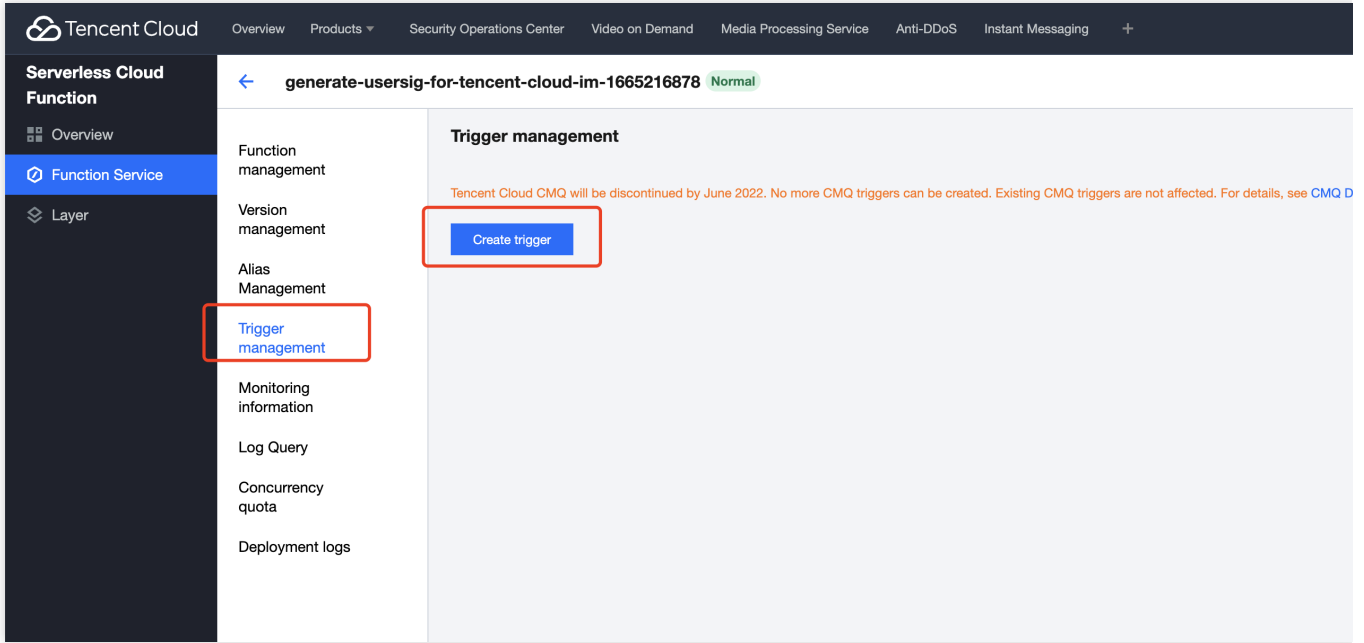 Tencent Cloud
Overview
Products
Security Operations Center
Video on Demand
Media Processing Service
Anti-DDoS
Instant Messaging
+
Serverless Cloud
Function
Overview
Function Service
Layer
generate-usersig-for-tencent-cloud-im-1665216878
Normal
Function
management
Version
management
Alias
Management
Trigger
management
Monitoring
information
Log Query
Concurrency
quota
Deployment logs
Trigger management
Tencent Cloud CMQ will be discontinued by June 2022. No more CMQ triggers can be created. Existing CMQ triggers are not affected. For details, see CMQ D
Create trigger